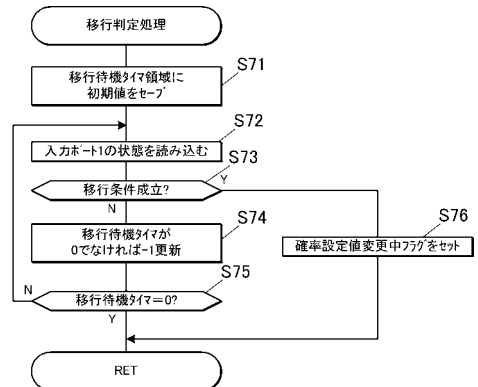 移行判定処理
S71
移行待機タイマ領域に
初期値をセーブ
S72
入力ポート1の状態を読み込む
S73
移行条件成立?
Y
N
S74
移行待機タイマが
0でなければ-1更新
S76
確率設定値変更中フラグをセット
S75
N
移行待機タイマ=0?
Y
RET